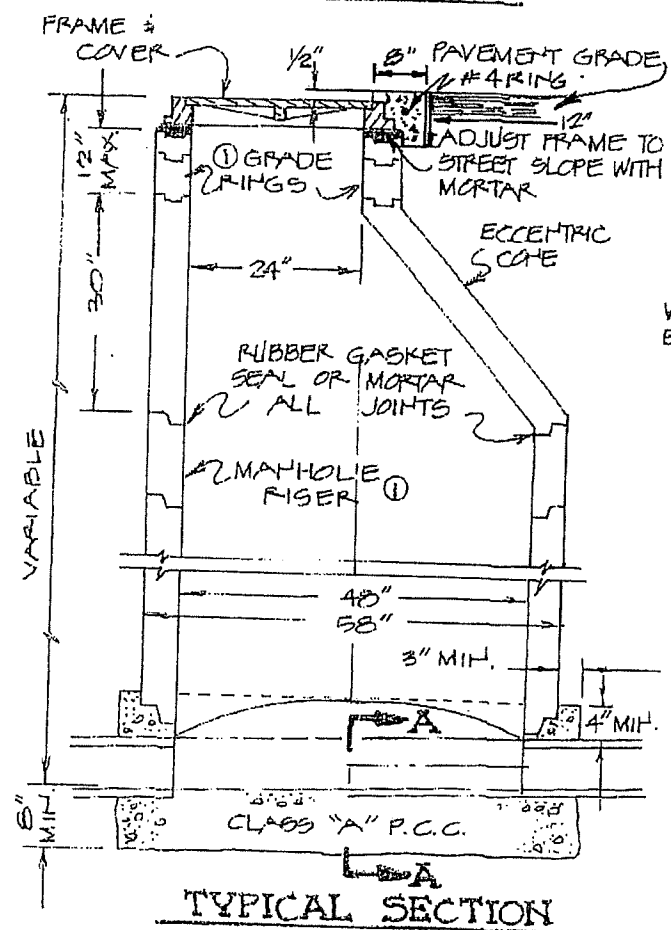 FRAME &
COVER
1/2"
8"
PAVEMENT GRADE
#4 RING
12"
ADJUST FRAME TO
STREET SLOPE WITH
MORTAR
12"
MAX.
① GRADE
RINGS
ECCENTRIC
CONE
24"
30"
RUBBER GASKET
SEAL OR MORTAR
ALL JOINTS
MANHOLE
RISER ①
VARIABLE
48"
58"
3" MIN.
A
4" MIN.
8"
MIN.
CLASS "A" P.C.C.
A
TYPICAL SECTION